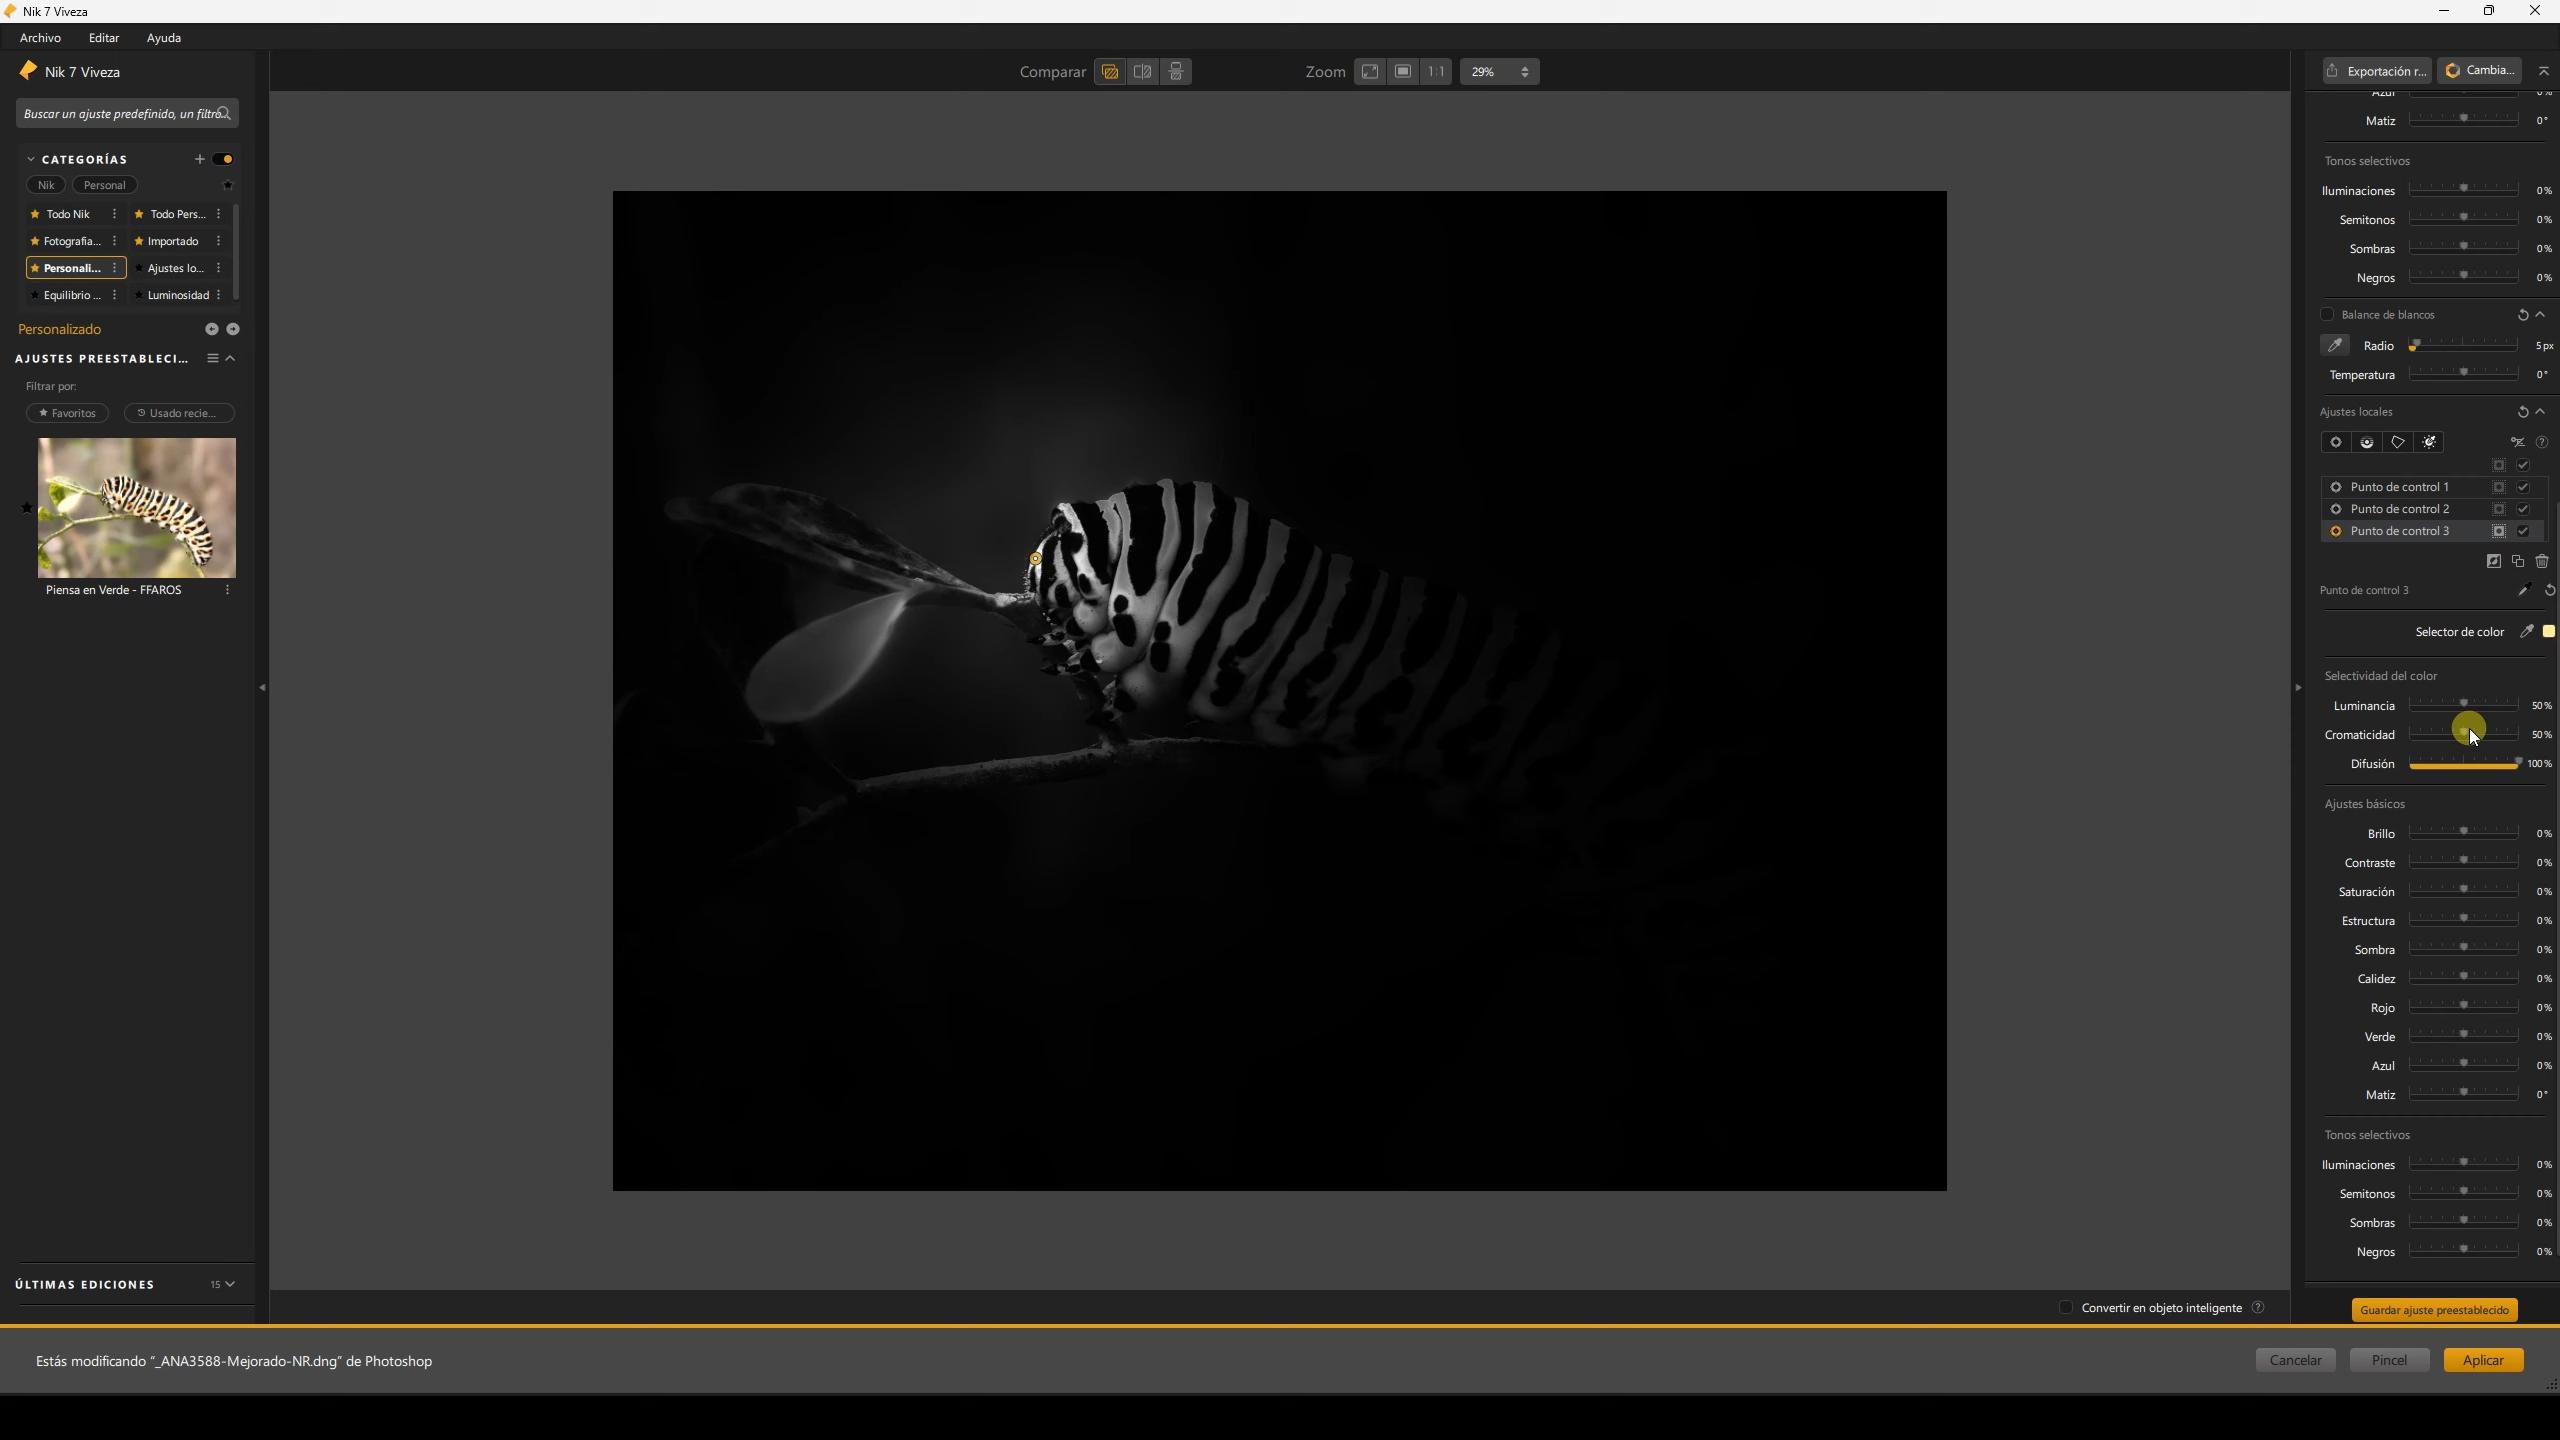 Nik 7 Viveza
Archivo Editar Ayuda
Nik 7 Viveza
Comparar
Zoom 1:1 29%
Exportación r... Cambia...
Buscar un ajuste predefinido, un filtro...
CATEGORÍAS
Nik Personal
Todo Nik Todo Pers...
Fotografía... Importado
Personali... Ajustes lo...
Equilibrio ... Luminosidad
Personalizado
AJUSTES PREESTABLECI...
Filtrar por:
Favoritos Usado recie...
Piensa en Verde - FFAROS
ÚLTIMAS EDICIONES 15
Azul 0%
Matiz 0°
Tonos selectivos
Iluminaciones 0%
Semitonos 0%
Sombras 0%
Negros 0%
Balance de blancos
Radio 5 px
Temperatura 0°
Ajustes locales
Punto de control 1
Punto de control 2
Punto de control 3
Punto de control 3
Selector de color
Selectividad del color
Luminancia 50%
Cromaticidad 50%
Difusión 100%
Ajustes básicos
Brillo 0%
Contraste 0%
Saturación 0%
Estructura 0%
Sombra 0%
Calidez 0%
Rojo 0%
Verde 0%
Azul 0%
Matiz 0°
Tonos selectivos
Iluminaciones 0%
Semitonos 0%
Sombras 0%
Negros 0%
Convertir en objeto inteligente ?
Guardar ajuste preestablecido
Estás modificando "_ANA3588-Mejorado-NR.dng" de Photoshop
Cancelar Pincel Aplicar